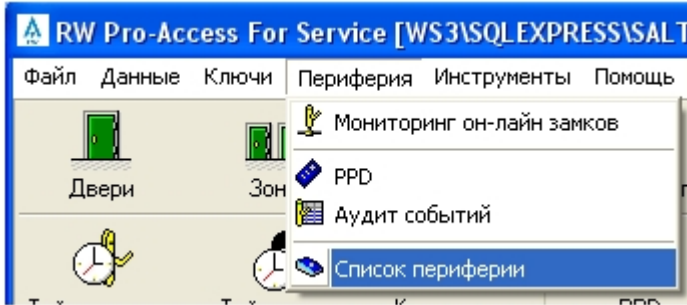 RW Pro-Access For Service [WS3\SQLEXPRESS\SALT
Файл Данные Ключи Периферия Инструменты Помощь
Мониторинг он-лайн замков
Двери
Зон
PPD
Аудит событий
Список периферии